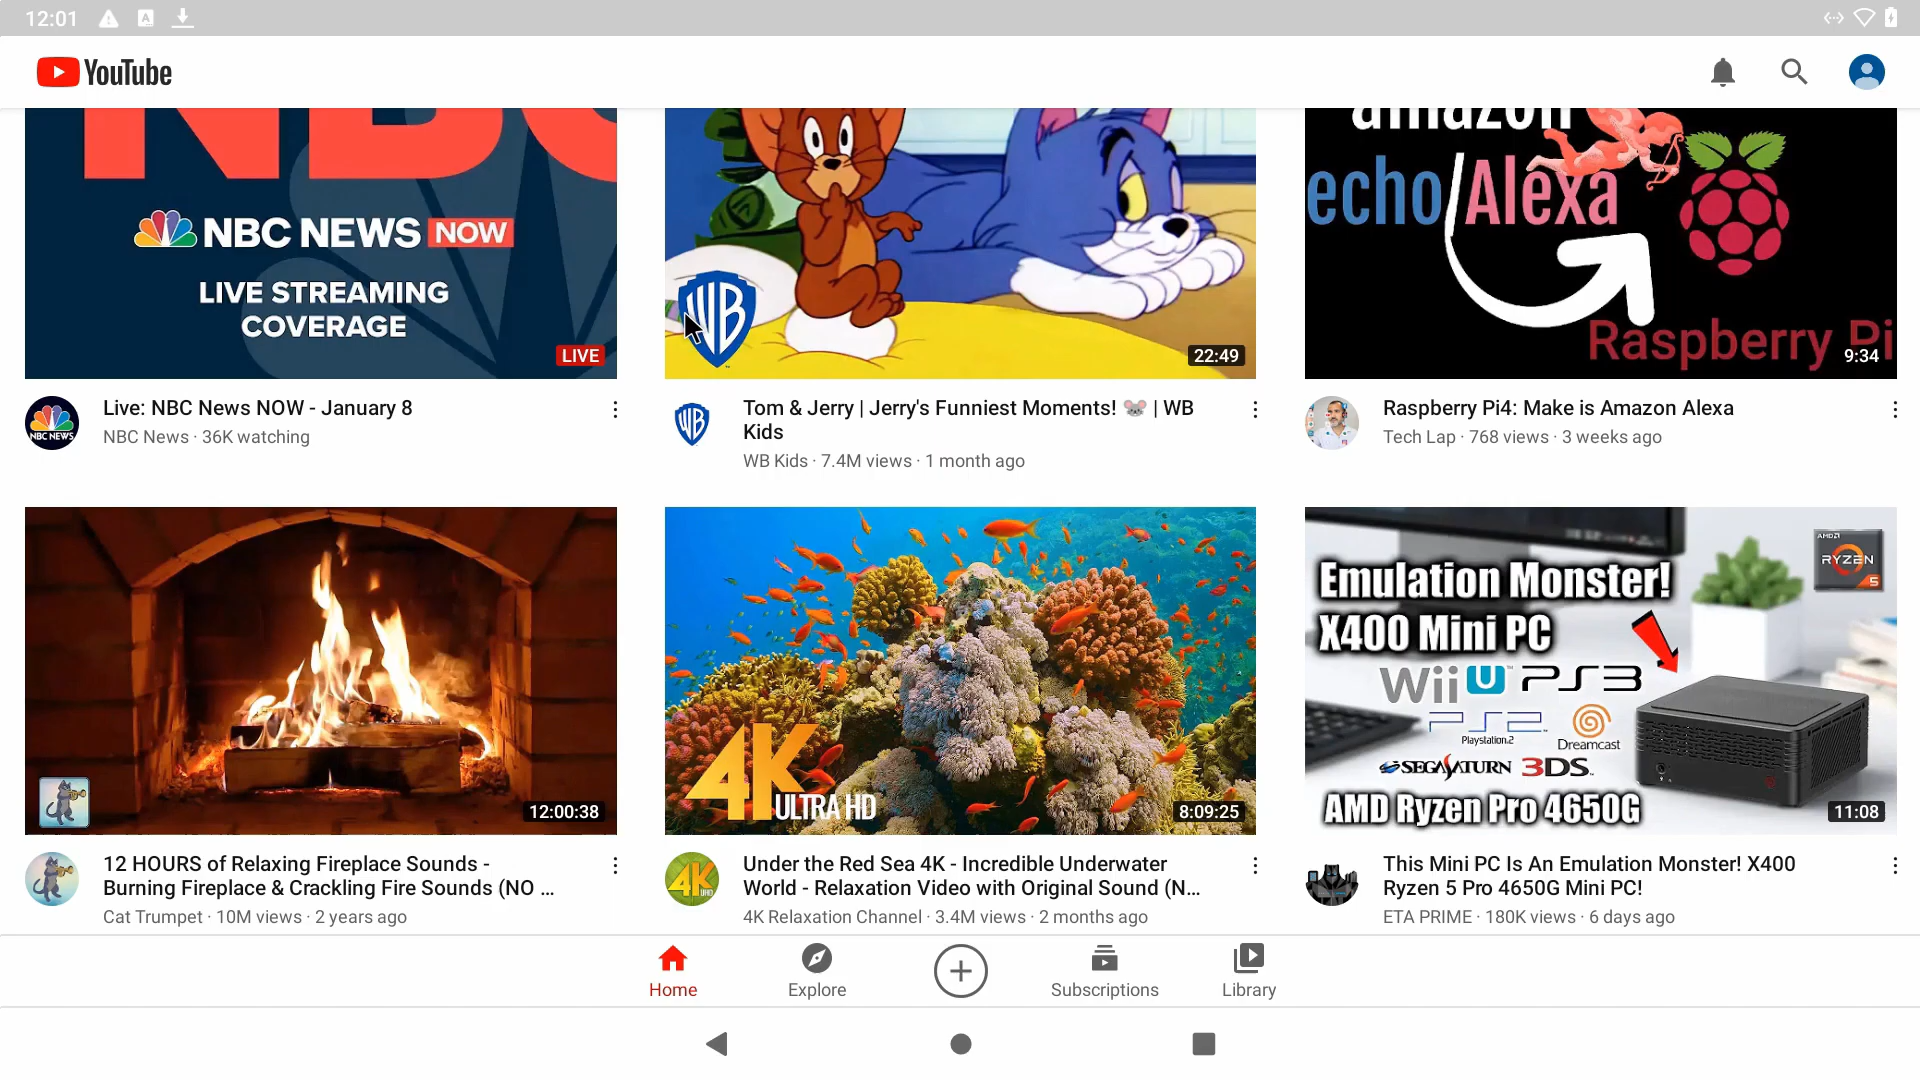 12:01
YouTube
NBC
NBC NEWS NOW
LIVE STREAMING
COVERAGE
LIVE
Live: NBC News NOW - January 8
NBC News · 36K watching
WB
22:49
Tom & Jerry | Jerry's Funniest Moments! 🐭 | WB
Kids
WB Kids · 7.4M views · 1 month ago
amazon
echo/Alexa
Raspberry Pi
9:34
Raspberry Pi4: Make is Amazon Alexa
Tech Lap · 768 views · 3 weeks ago
12:00:38
12 HOURS of Relaxing Fireplace Sounds -
Burning Fireplace & Crackling Fire Sounds (NO ...
Cat Trumpet · 10M views · 2 years ago
4K ULTRA HD
8:09:25
Under the Red Sea 4K - Incredible Underwater
World - Relaxation Video with Original Sound (N...
4K Relaxation Channel · 3.4M views · 2 months ago
AMD
RYZEN
5
Emulation Monster!
X400 Mini PC
Wii U PS3
PS2
Playstation.2
Dreamcast
SEGA SATURN 3DS
AMD Ryzen Pro 4650G
11:08
This Mini PC Is An Emulation Monster! X400
Ryzen 5 Pro 4650G Mini PC!
ETA PRIME · 180K views · 6 days ago
Home
Explore
Subscriptions
Library